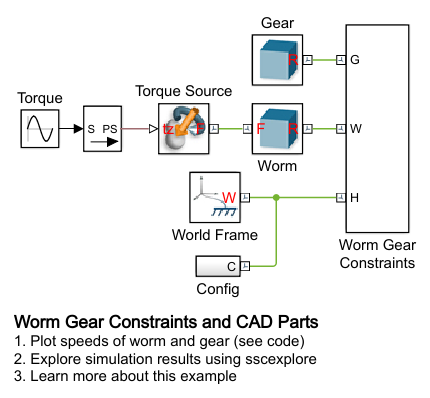 Gear
R
G
Torque
Torque Source
S PS
tz
F
F
R
W
Worm
W
H
World Frame
Worm Gear
Constraints
C
Config
Worm Gear Constraints and CAD Parts
1. Plot speeds of worm and gear (see code)
2. Explore simulation results using sscexplore
3. Learn more about this example